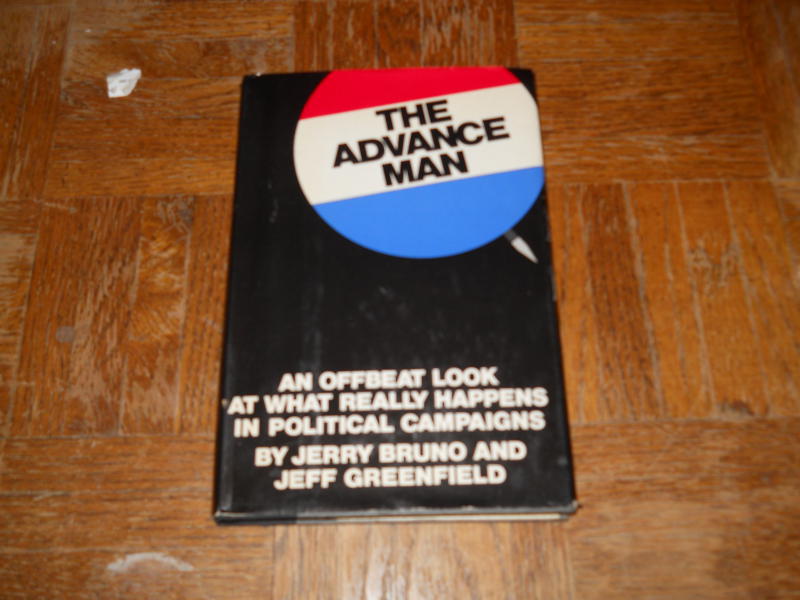 THE
ADVANCE
MAN
AN OFFBEAT LOOK
AT WHAT REALLY HAPPENS
IN POLITICAL CAMPAIGNS
BY JERRY BRUNO AND
JEFF GREENFIELD